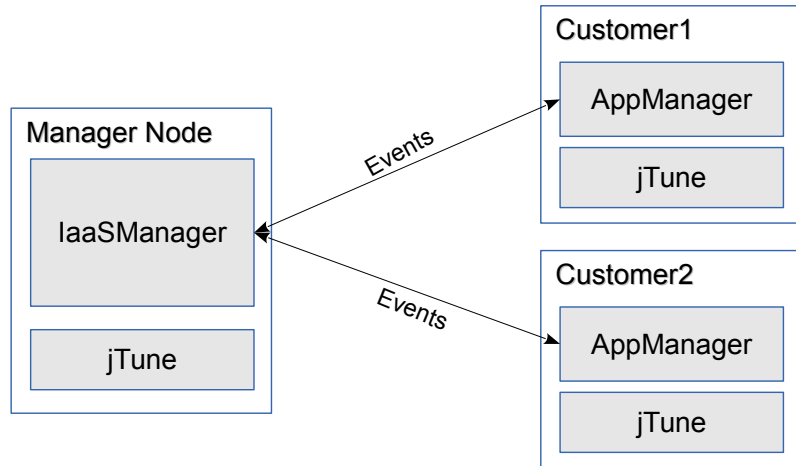 Manager Node
IaaSManager
jTune
Events
Events
Customer1
AppManager
jTune
Customer2
AppManager
jTune